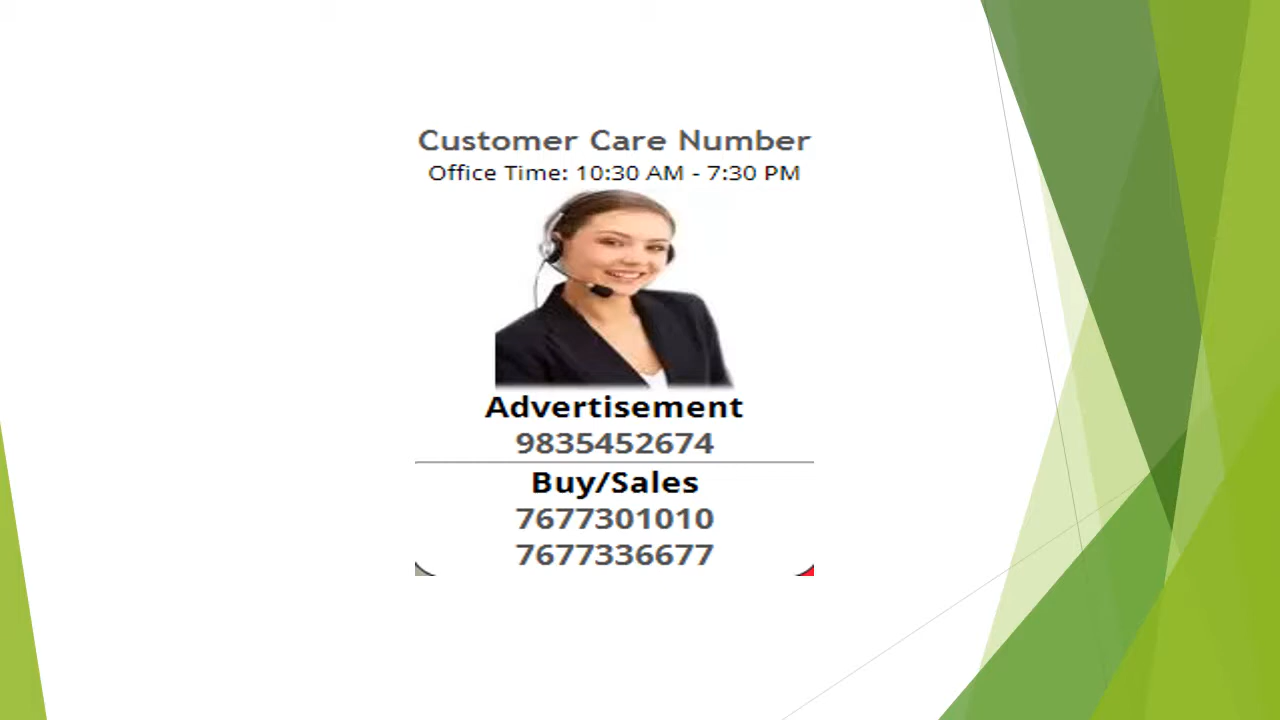 Customer Care Number
Office Time: 10:30 AM - 7:30 PM
Advertisement
9835452674
Buy/Sales
7677301010
7677336677